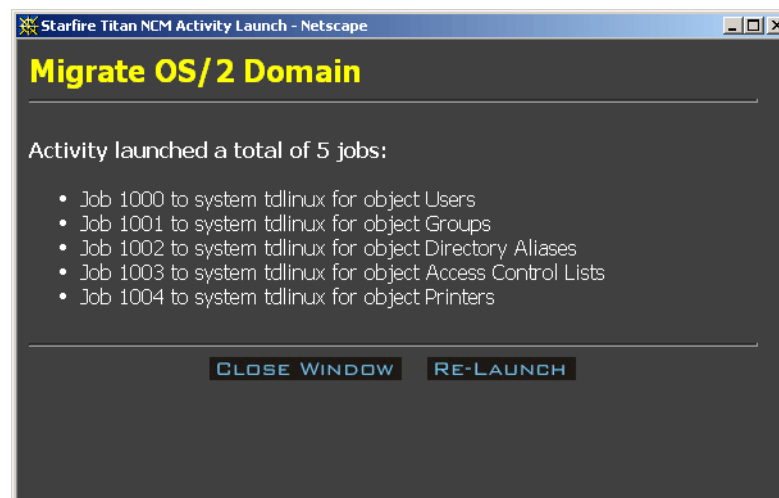 Starfire Titan NCM Activity Launch - Netscape
Migrate OS/2 Domain
Activity launched a total of 5 jobs:
• Job 1000 to system tdlinux for object Users
• Job 1001 to system tdlinux for object Groups
• Job 1002 to system tdlinux for object Directory Aliases
• Job 1003 to system tdlinux for object Access Control Lists
• Job 1004 to system tdlinux for object Printers
CLOSE WINDOW RE-LAUNCH